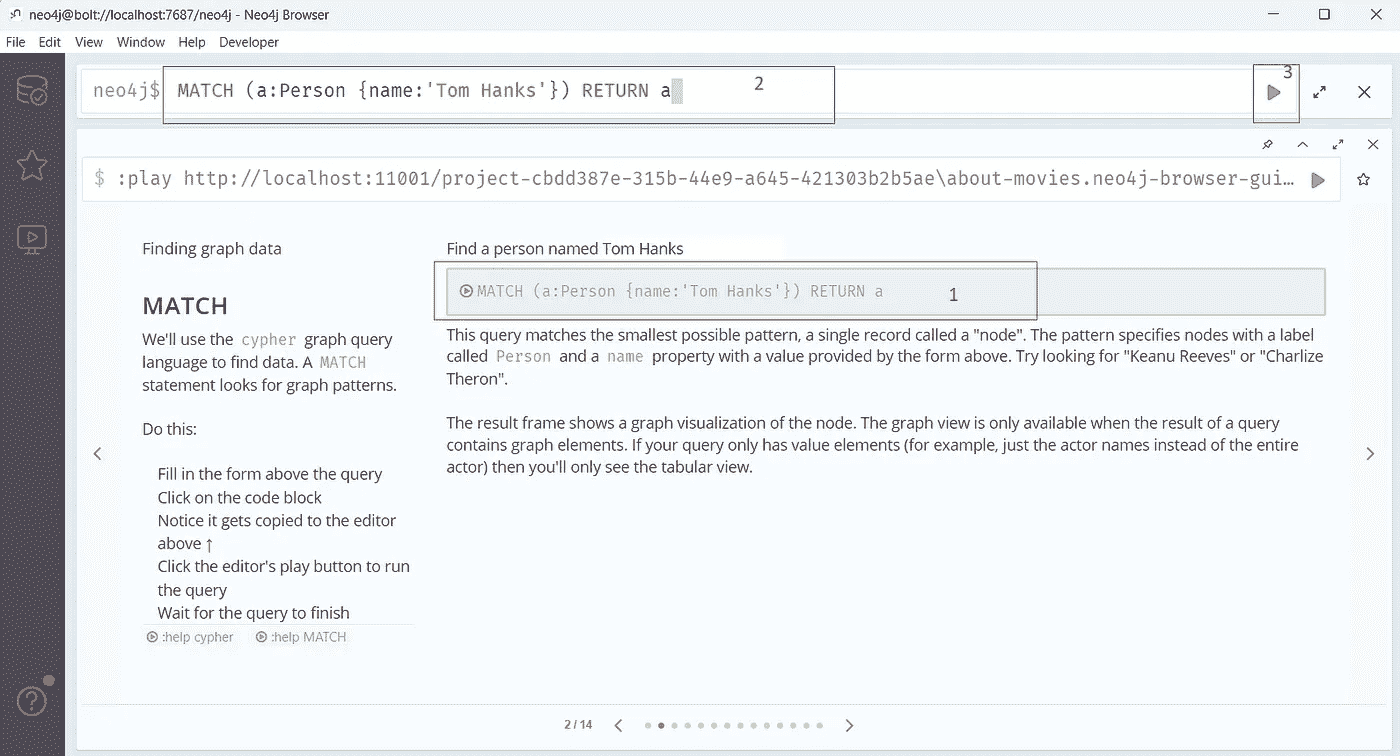 neo4j@bolt://localhost:7687/neo4j - Neo4j Browser
File Edit View Window Help Developer
neo4j$ MATCH (a:Person {name:'Tom Hanks'}) RETURN a 2 3
$ :play http://localhost:11001/project-cbdd387e-315b-44e9-a645-421303b2b5ae\about-movies.neo4j-browser-gui…
Finding graph data
MATCH
We'll use the cypher graph query
language to find data. A MATCH
statement looks for graph patterns.
Do this:
Fill in the form above the query
Click on the code block
Notice it gets copied to the editor
above ↑
Click the editor's play button to run
the query
Wait for the query to finish
:help cypher :help MATCH
Find a person named Tom Hanks
MATCH (a:Person {name:'Tom Hanks'}) RETURN a 1
This query matches the smallest possible pattern, a single record called a "node". The pattern specifies nodes with a label
called Person and a name property with a value provided by the form above. Try looking for "Keanu Reeves" or "Charlize
Theron".
The result frame shows a graph visualization of the node. The graph view is only available when the result of a query
contains graph elements. If your query only has value elements (for example, just the actor names instead of the entire
actor) then you'll only see the tabular view.
2 / 14